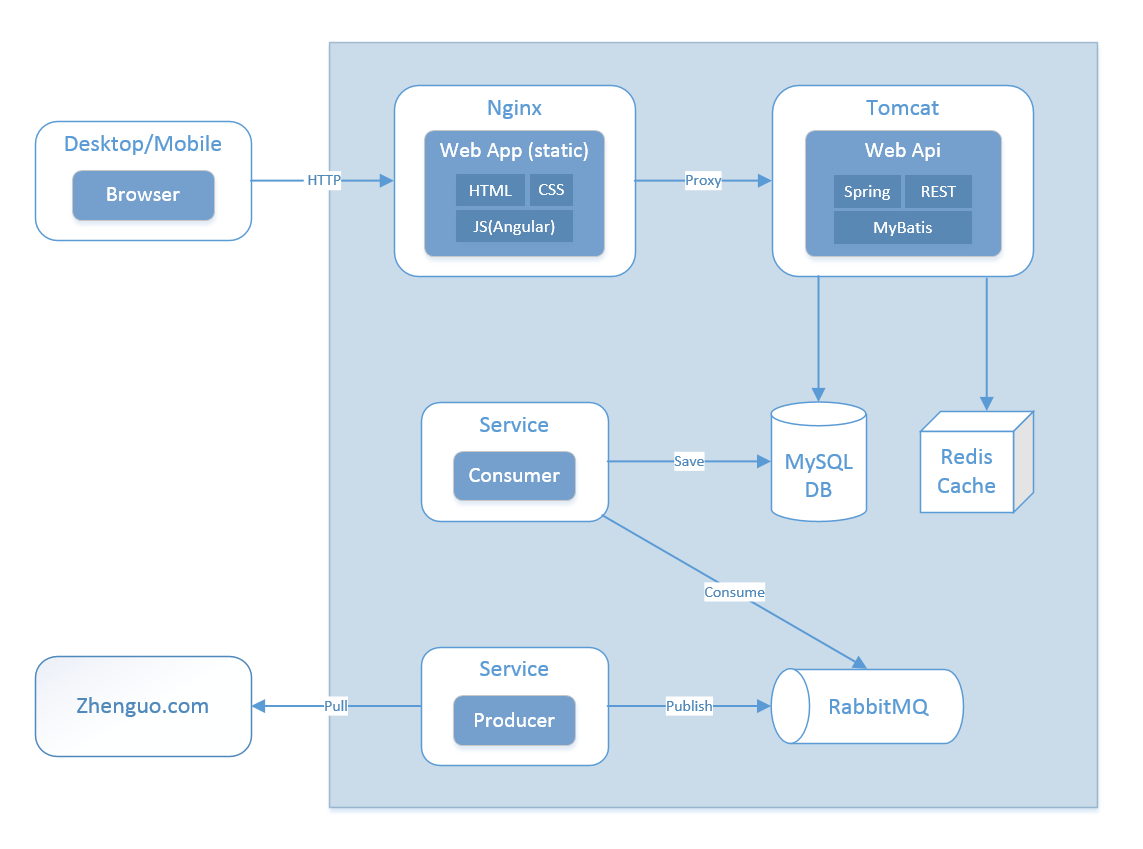 Nginx
Tomcat
Desktop/Mobile
Browser
HTTP
Web App (static)
HTML
CSS
JS(Angular)
Proxy
Web Api
Spring
REST
MyBatis
Service
Consumer
Save
MySQL
DB
Redis
Cache
Consume
Zhenguo.com
Pull
Service
Producer
Publish
RabbitMQ